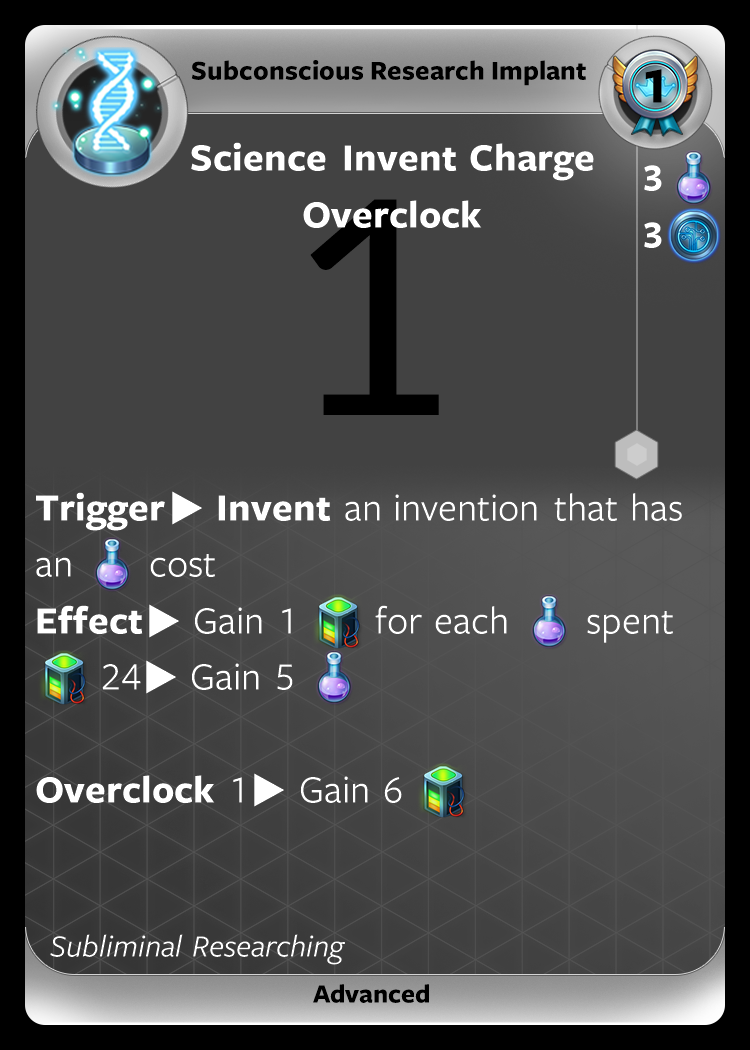 Subconscious Research Implant
1
Science Invent Charge
Overclock
3
3
1
Trigger▶ Invent an invention that has
an cost
Effect▶ Gain 1 for each spent
24▶ Gain 5
Overclock 1▶ Gain 6
Subliminal Researching
Advanced